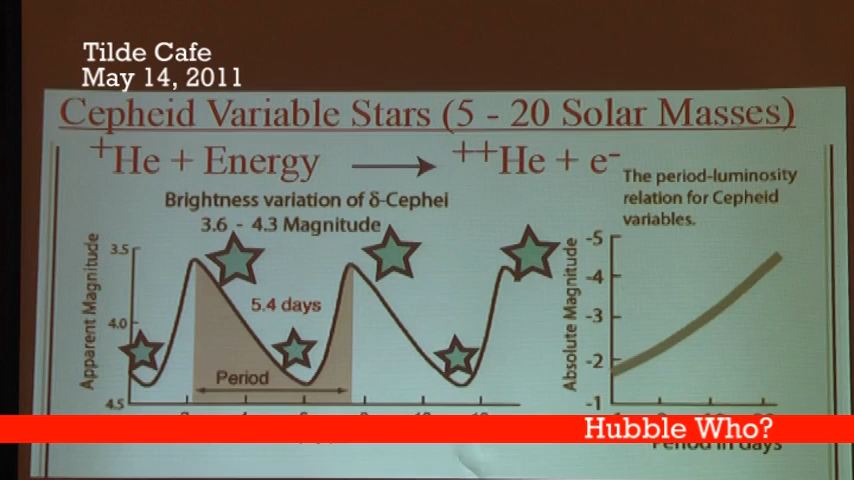 Tilde Cafe
May 14, 2011
Cepheid Variable Stars (5 - 20 Solar Masses)
+He + Energy → ++He + e-
The period-luminosity
relation for Cepheid
variables.
Brightness variation of δ-Cephei
3.6 - 4.3 Magnitude
Apparent Magnitude
3.5
4.0
4.5
5.4 days
Period
Absolute Magnitude
-5
-4
-3
-2
-1
Hubble Who?
Period in days